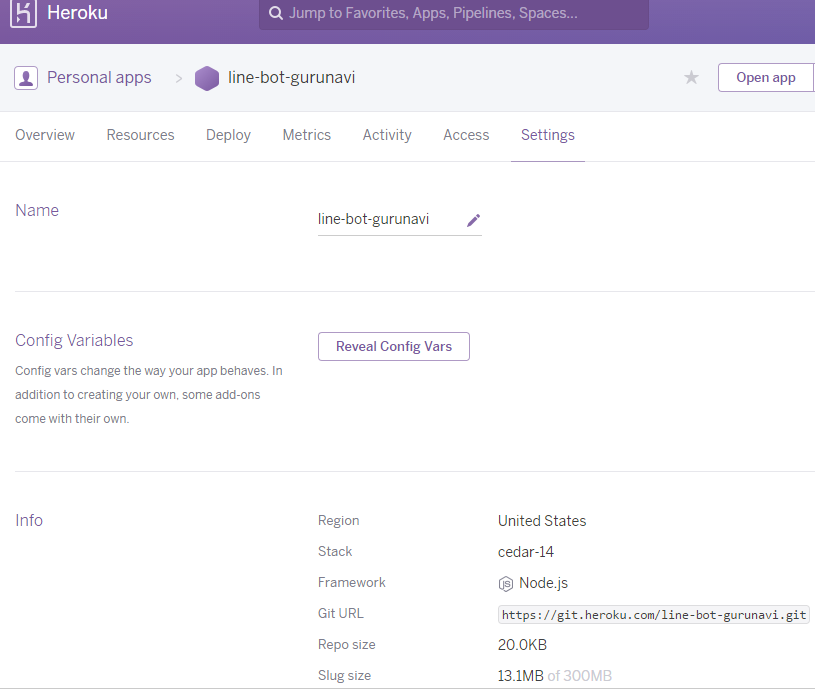 Heroku
Jump to Favorites, Apps, Pipelines, Spaces...
Personal apps > line-bot-gurunavi
Open app
Overview Resources Deploy Metrics Activity Access Settings
Name
line-bot-gurunavi
Config Variables
Reveal Config Vars
Config vars change the way your app behaves. In
addition to creating your own, some add-ons
come with their own.
Info
Region United States
Stack cedar-14
Framework Node.js
Git URL https://git.heroku.com/line-bot-gurunavi.git
Repo size 20.0KB
Slug size 13.1MB of 300MB